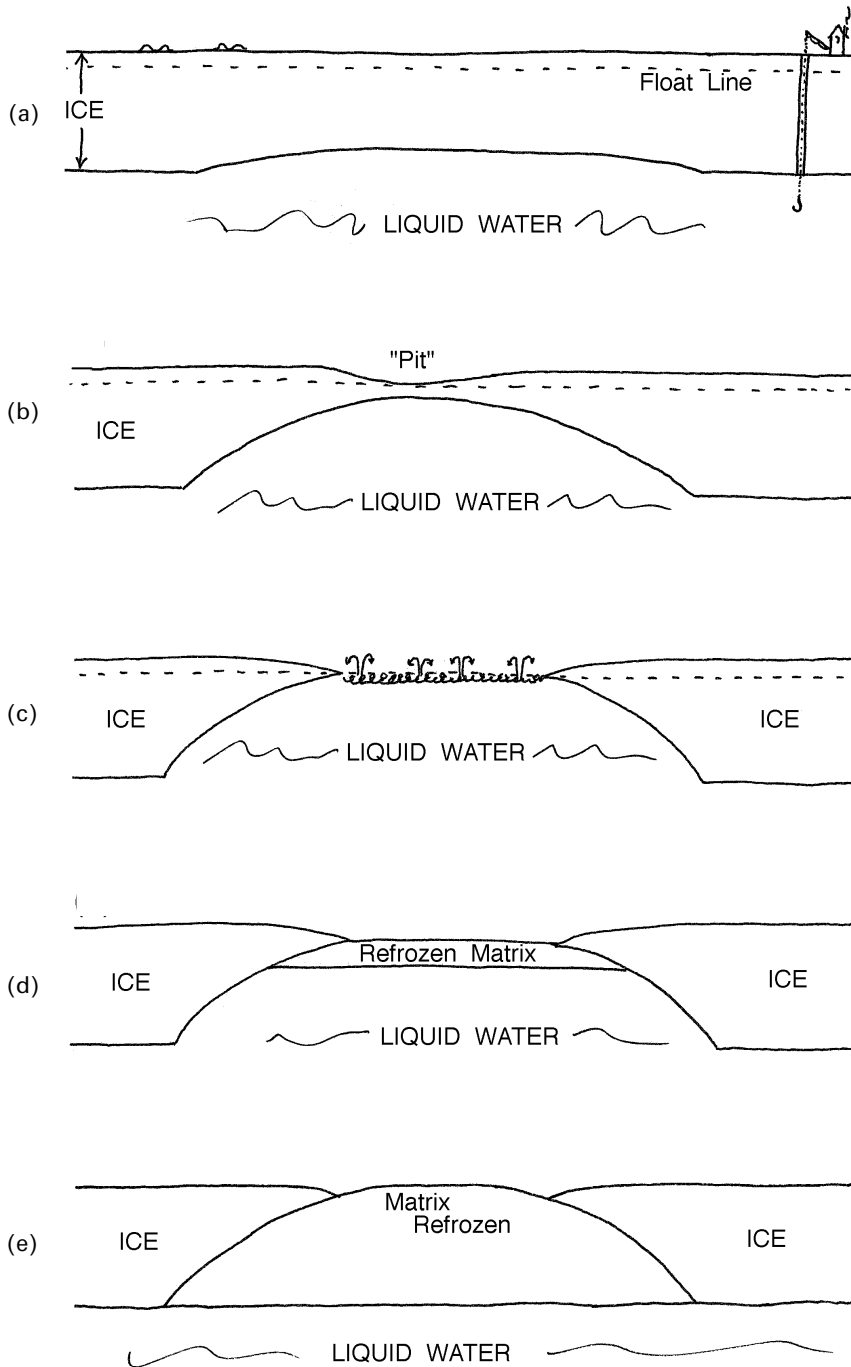 (a)
ICE
Float Line
LIQUID WATER
(b)
"Pit"
ICE
LIQUID WATER
(c)
ICE
ICE
LIQUID WATER
(d)
Refrozen Matrix
ICE
ICE
LIQUID WATER
(e)
Matrix
Refrozen
ICE
ICE
LIQUID WATER